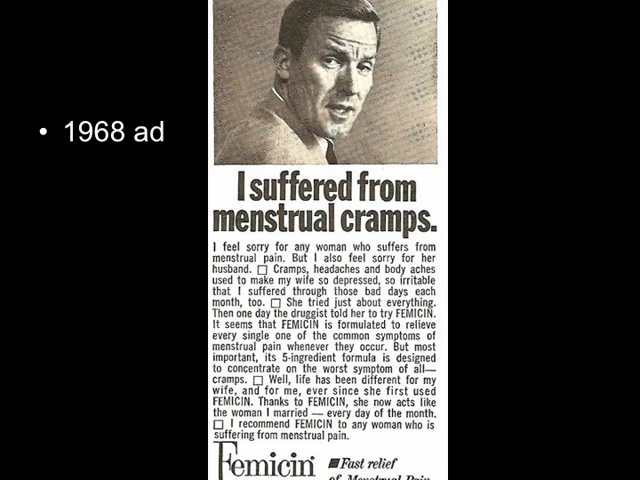 • 1968 ad
I suffered from
menstrual cramps.
I feel sorry for any woman who suffers from
menstrual pain. But I also feel sorry for her
husband. □ Cramps, headaches and body aches
used to make my wife so depressed, so irritable
that I suffered through those bad days each
month, too. □ She tried just about everything.
Then one day the druggist told her to try FEMICIN.
It seems that FEMICIN is formulated to relieve
every single one of the common symptoms of
menstrual pain whenever they occur. But most
important, its 5-ingredient formula is designed
to concentrate on the worst symptom of all—
cramps. □ Well, life has been different for my
wife, and for me, ever since she first used
FEMICIN. Thanks to FEMICIN, she now acts like
the woman I married — every day of the month.
□ I recommend FEMICIN to any woman who is
suffering from menstrual pain.
Femicin® ■Fast relief
of Menstrual Pain